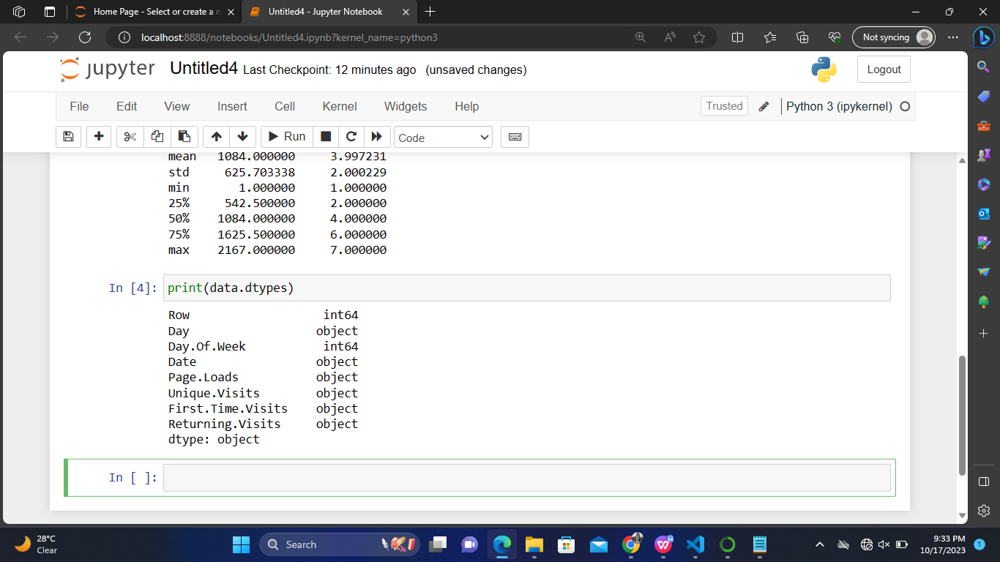 Home Page - Select or create a n
Untitled4 - Jupyter Notebook
localhost:8888/notebooks/Untitled4.ipynb?kernel_name=python3
Not syncing
jupyter Untitled4 Last Checkpoint: 12 minutes ago (unsaved changes)
Logout
File Edit View Insert Cell Kernel Widgets Help
Trusted
Python 3 (ipykernel)
Run
Code
mean 1084.000000 3.997231
std 625.703338 2.000229
min 1.000000 1.000000
25% 542.500000 2.000000
50% 1084.000000 4.000000
75% 1625.500000 6.000000
max 2167.000000 7.000000
In [4]: print(data.dtypes)
Row int64
Day object
Day.Of.Week int64
Date object
Page.Loads object
Unique.Visits object
First.Time.Visits object
Returning.Visits object
dtype: object
In [ ]:
28°C
Clear
Search
9:33 PM
10/17/2023
1